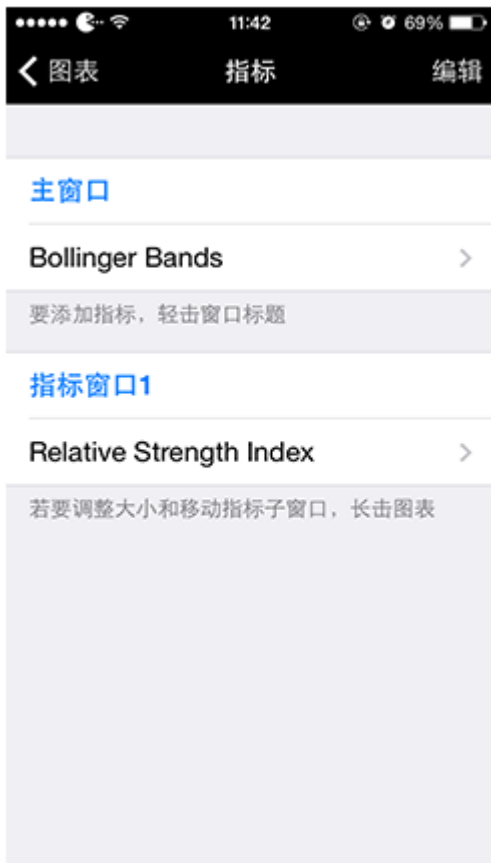 11:42 69%
图表 指标 编辑
主窗口
Bollinger Bands
要添加指标，轻击窗口标题
指标窗口1
Relative Strength Index
若要调整大小和移动指标子窗口，长击图表